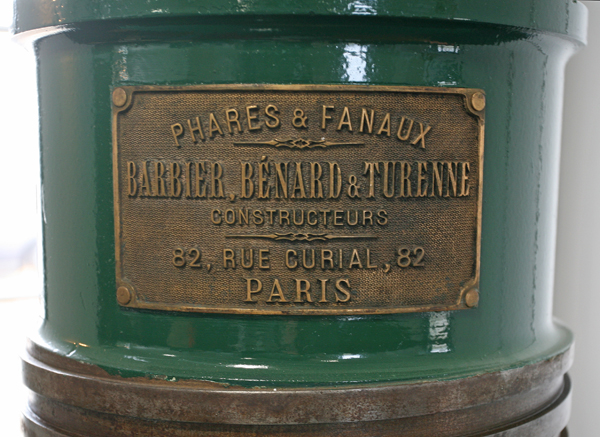 PHARES & FANAUX
BARBIER, BÉNARD & TURENNE
CONSTRUCTEURS
82, RUE CURIAL, 82
PARIS